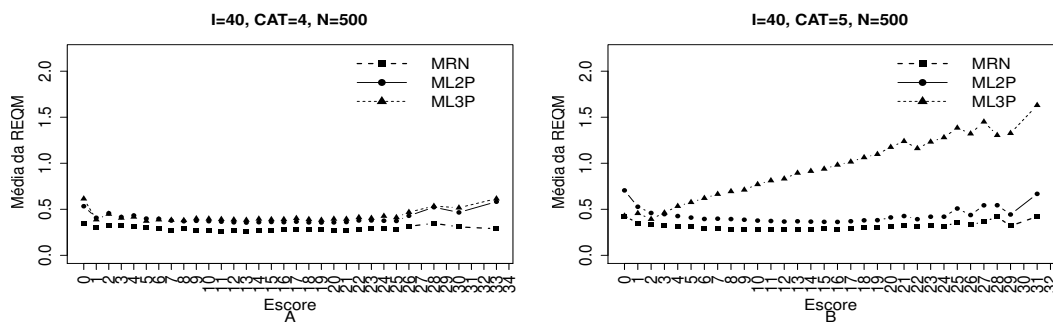 I=40, CAT=4, N=500
Média da REQM
0.0 0.5 1.0 1.5 2.0
MRN
ML2P
ML3P
0 1 2 3 4 5 6 7 8 9 10 11 12 13 14 15 16 17 18 19 20 21 22 23 24 25 26 27 28 29 30 31 32 33 34
Escore
A
I=40, CAT=5, N=500
Média da REQM
0.0 0.5 1.0 1.5 2.0
MRN
ML2P
ML3P
0 1 2 3 4 5 6 7 8 9 10 11 12 13 14 15 16 17 18 19 20 21 22 23 24 25 26 27 28 29 30 31 32
Escore
B